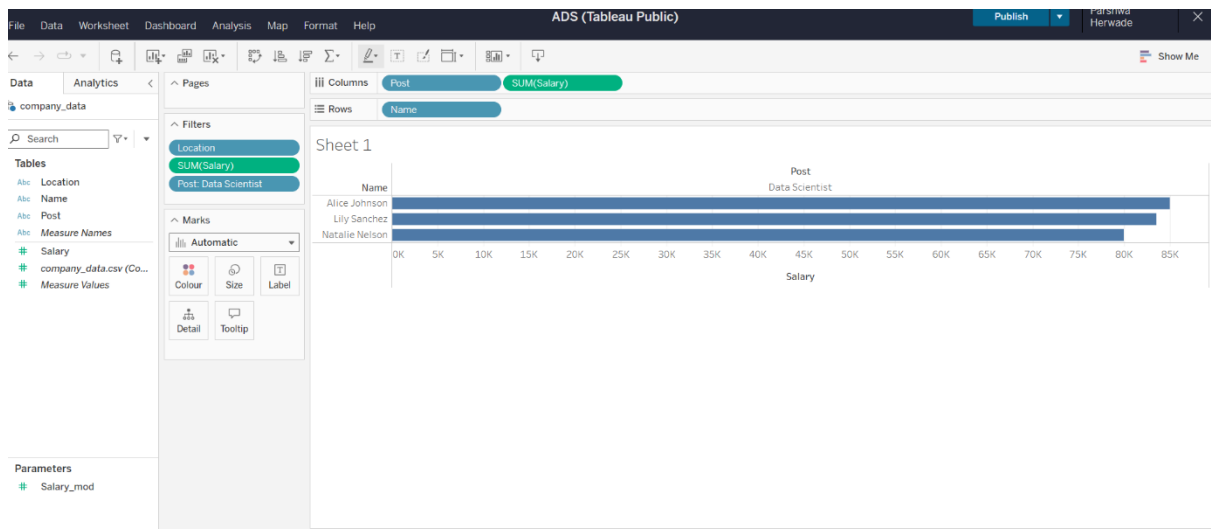 ADS (Tableau Public)
Publish
Parshwa
Herwade
File Data Worksheet Dashboard Analysis Map Format Help
Show Me
Data Analytics
company_data
Search
Tables
Abc Location
Abc Name
Abc Post
Abc Measure Names
# Salary
# company_data.csv (Co...
# Measure Values
Parameters
# Salary_mod
Pages
Filters
Location
SUM(Salary)
Post: Data Scientist
Marks
Automatic
Colour Size Label
Detail Tooltip
Columns Post SUM(Salary)
Rows Name
Sheet 1
Post
Name Data Scientist
Alice Johnson
Lily Sanchez
Natalie Nelson
0K 5K 10K 15K 20K 25K 30K 35K 40K 45K 50K 55K 60K 65K 70K 75K 80K 85K
Salary